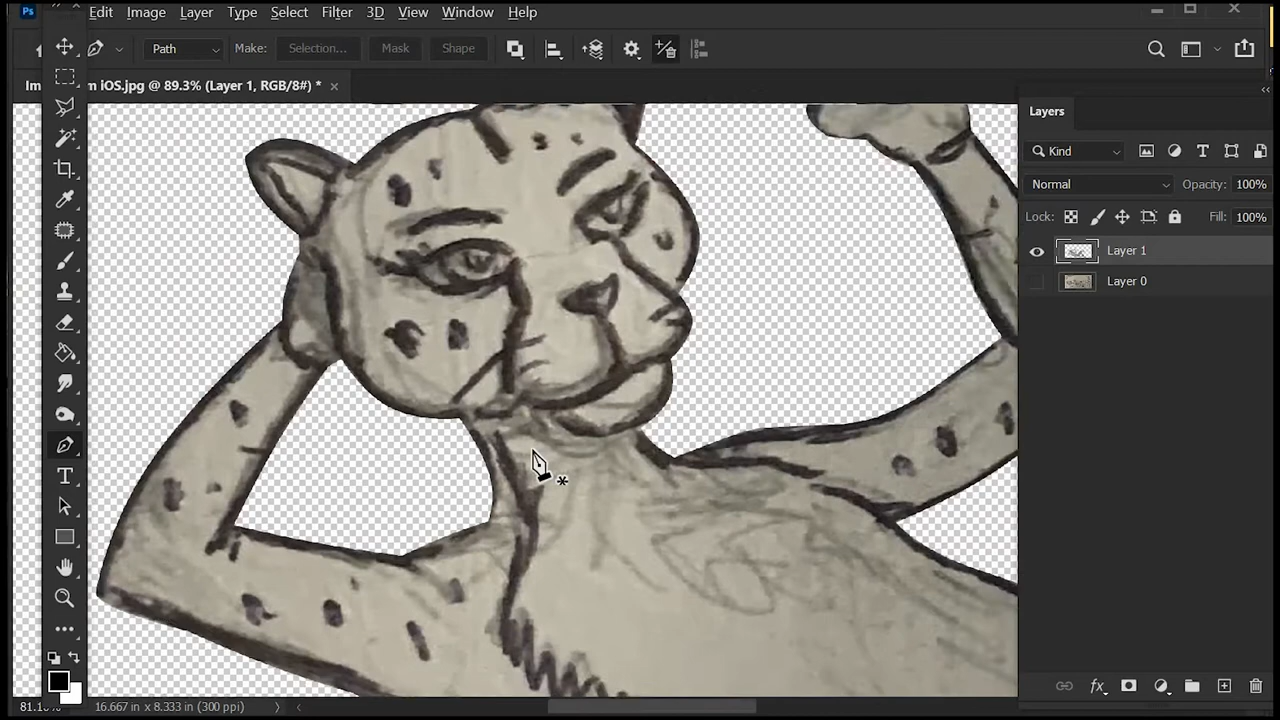 Ps Edit Image Layer Type Select Filter 3D View Window Help
Path Make: Selection... Mask Shape
iOS.jpg @ 89.3% (Layer 1, RGB/8#) * ×
Layers
Kind
Normal Opacity: 100%
Lock: Fill: 100%
Layer 1
Layer 0
T
fx
16.667 in x 8.333 in (300 ppi)